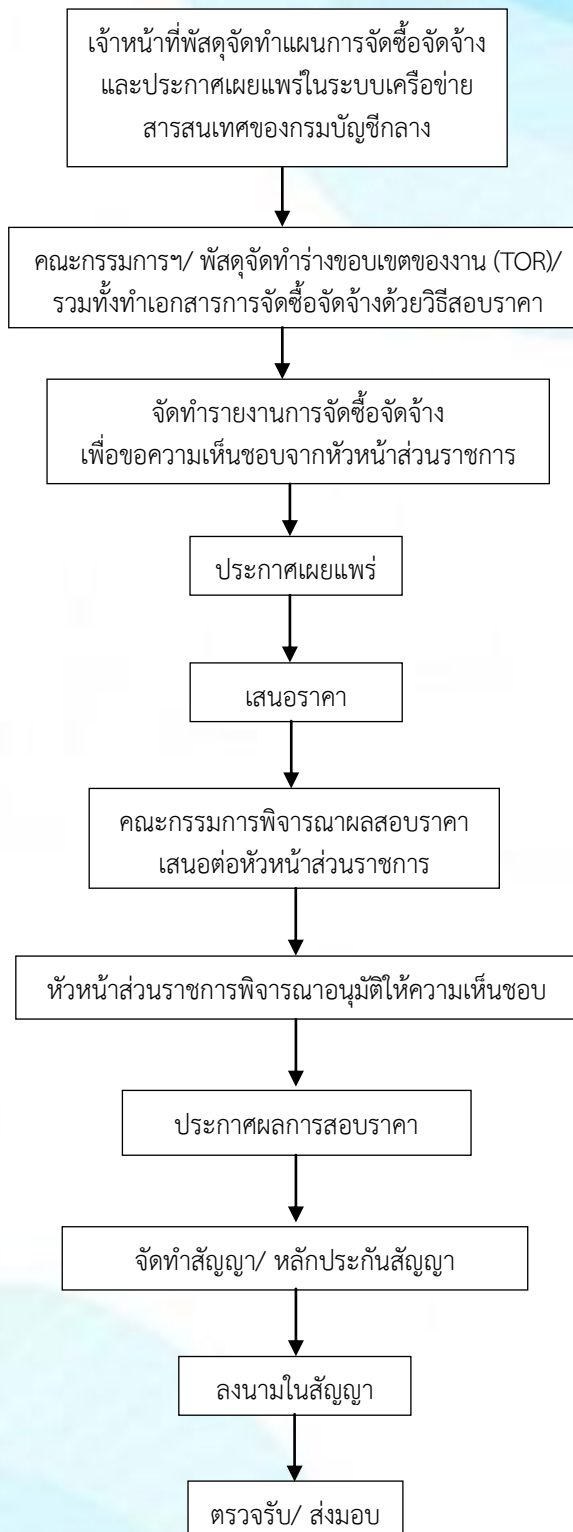 เจ้าหน้าที่พัสดุจัดทำแผนการจัดซื้อจัดจ้าง
และประกาศเผยแพร่ในระบบเครือข่าย
สารสนเทศของกรมบัญชีกลาง
คณะกรรมการฯ/ พัสดุจัดทำร่างขอบเขตของงาน (TOR)/
รวมทั้งทำเอกสารการจัดซื้อจัดจ้างด้วยวิธีสอบราคา
จัดทำรายงานการจัดซื้อจัดจ้าง
เพื่อขอความเห็นชอบจากหัวหน้าส่วนราชการ
ประกาศเผยแพร่
เสนอราคา
คณะกรรมการพิจารณาผลสอบราคา
เสนอต่อหัวหน้าส่วนราชการ
หัวหน้าส่วนราชการพิจารณาอนุมัติให้ความเห็นชอบ
ประกาศผลการสอบราคา
จัดทำสัญญา/ หลักประกันสัญญา
ลงนามในสัญญา
ตรวจรับ/ ส่งมอบ